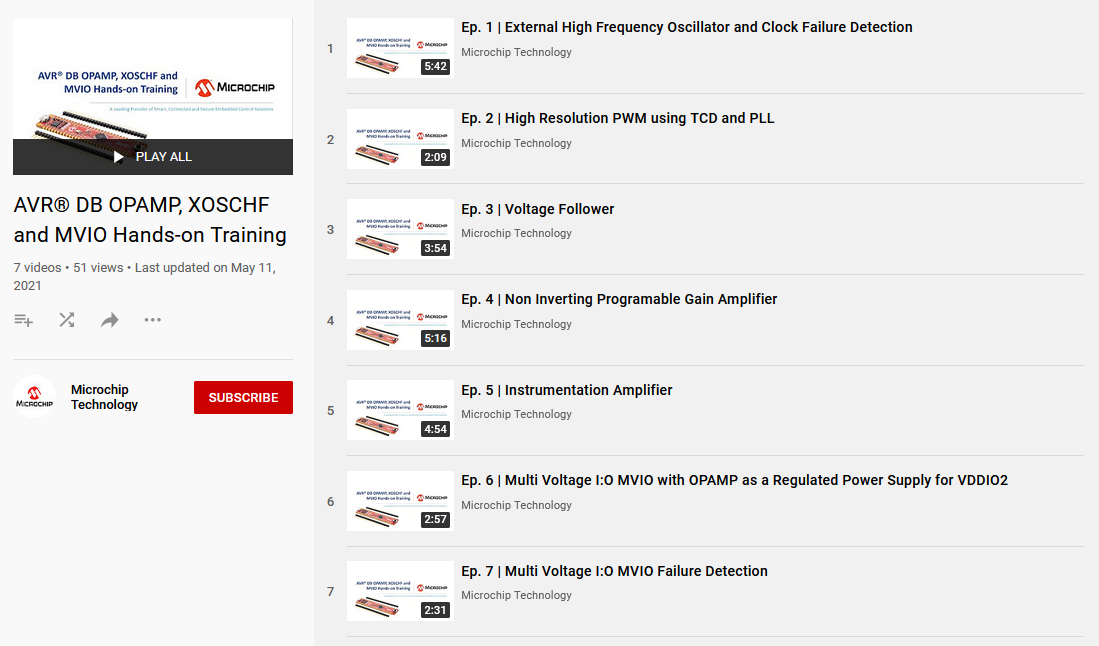 AVR® DB OPAMP, XOSCHF and
MVIO Hands-on Training
MICROCHIP
A Leading Provider of Smart, Connected and Secure Embedded Control Solutions
PLAY ALL
AVR® DB OPAMP, XOSCHF
and MVIO Hands-on Training
7 videos • 51 views • Last updated on May 11,
2021
Microchip
Technology
MICROCHIP
SUBSCRIBE
1
AVR® DB OPAMP, XOSCHF and
MVIO Hands-on Training
MICROCHIP
5:42
Ep. 1 | External High Frequency Oscillator and Clock Failure Detection
Microchip Technology
2
AVR® DB OPAMP, XOSCHF and
MVIO Hands-on Training
MICROCHIP
2:09
Ep. 2 | High Resolution PWM using TCD and PLL
Microchip Technology
3
AVR® DB OPAMP, XOSCHF and
MVIO Hands-on Training
MICROCHIP
3:54
Ep. 3 | Voltage Follower
Microchip Technology
4
AVR® DB OPAMP, XOSCHF and
MVIO Hands-on Training
MICROCHIP
5:16
Ep. 4 | Non Inverting Programable Gain Amplifier
Microchip Technology
5
AVR® DB OPAMP, XOSCHF and
MVIO Hands-on Training
MICROCHIP
4:54
Ep. 5 | Instrumentation Amplifier
Microchip Technology
6
AVR® DB OPAMP, XOSCHF and
MVIO Hands-on Training
MICROCHIP
2:57
Ep. 6 | Multi Voltage I:O MVIO with OPAMP as a Regulated Power Supply for VDDIO2
Microchip Technology
7
AVR® DB OPAMP, XOSCHF and
MVIO Hands-on Training
MICROCHIP
2:31
Ep. 7 | Multi Voltage I:O MVIO Failure Detection
Microchip Technology